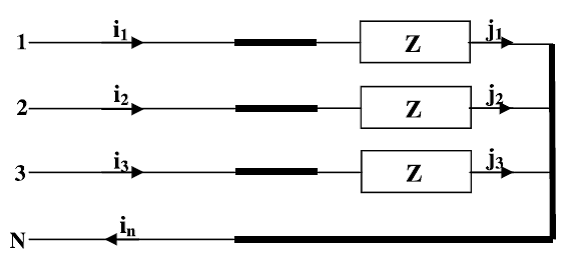 1 i₁ Z j₁
2 i₂ Z j₂
3 i₃ Z j₃
N iₙ